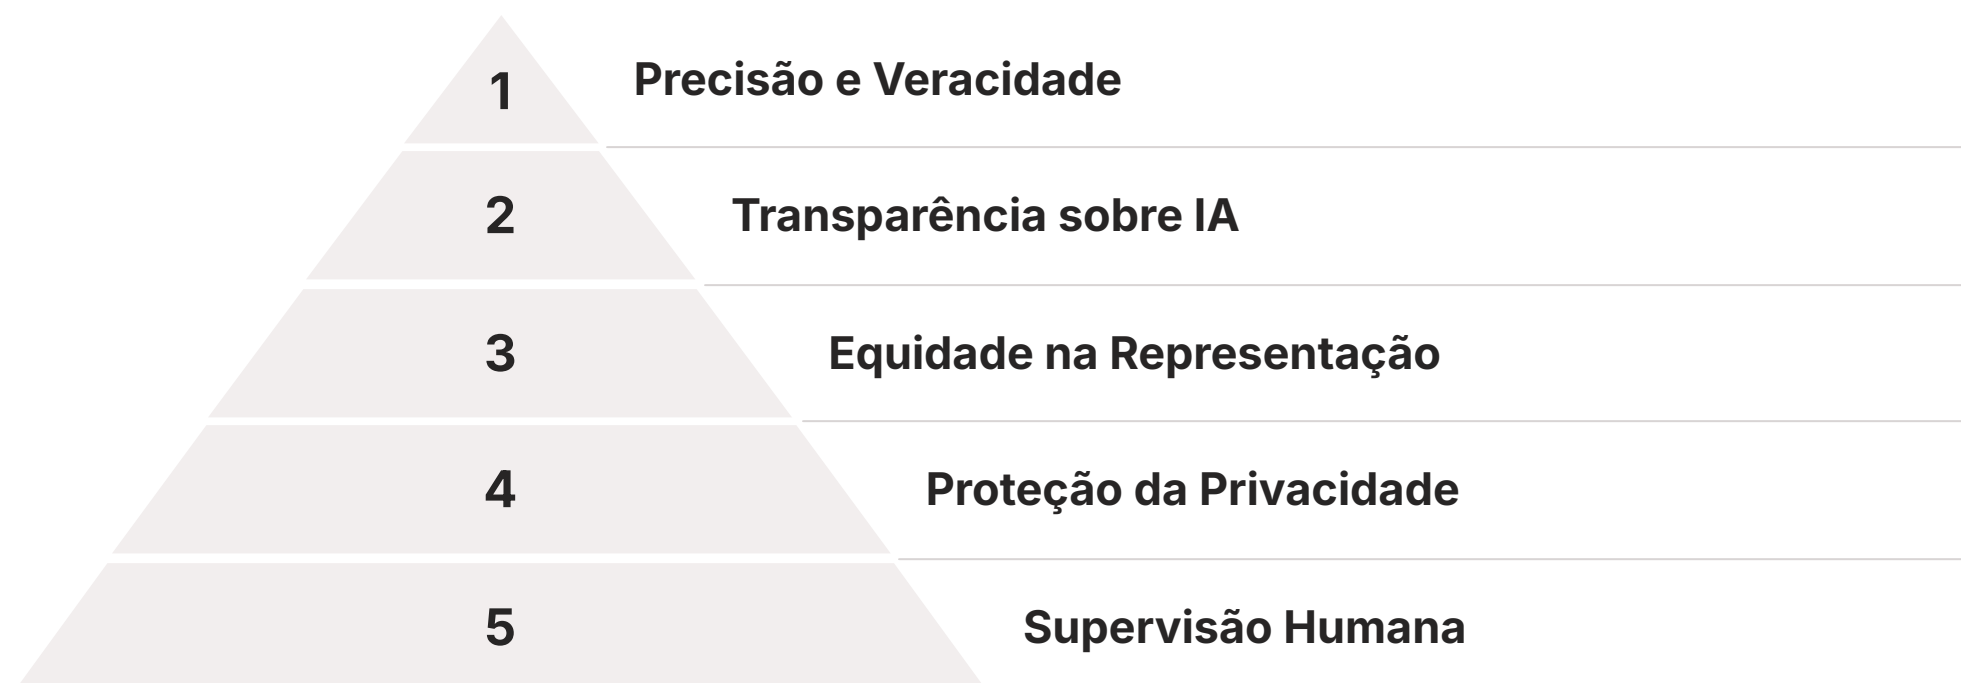 1
Precisão e Veracidade
2
Transparência sobre IA
3
Equidade na Representação
4
Proteção da Privacidade
5
Supervisão Humana